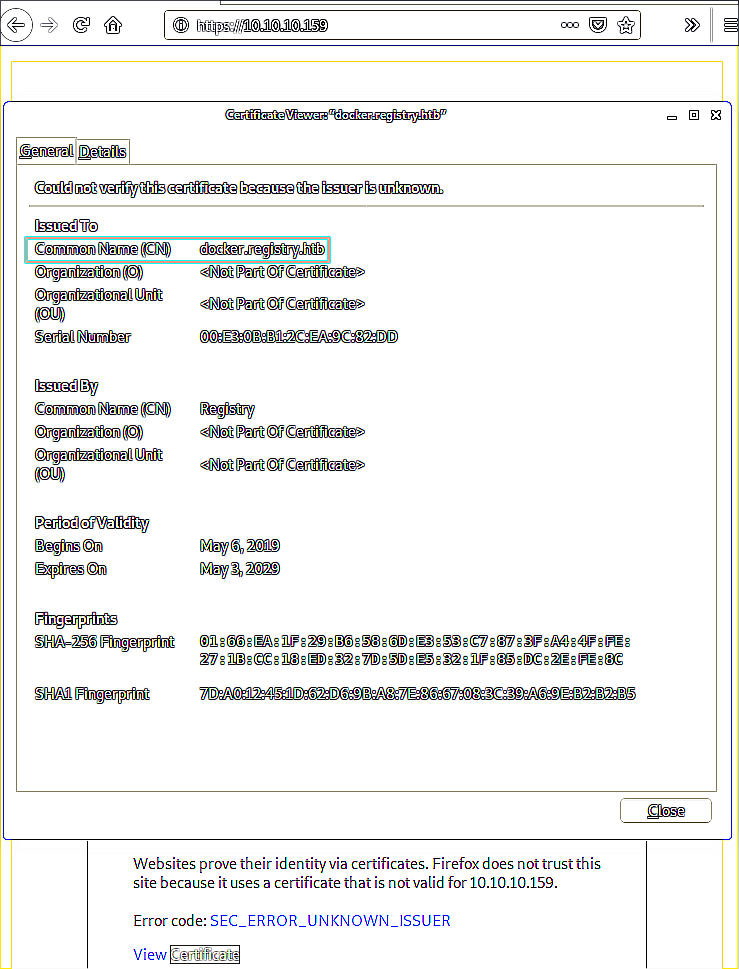 https://10.10.10.159
Certificate Viewer: "docker.registry.htb"
General Details
Could not verify this certificate because the issuer is unknown.
Issued To
Common Name (CN) docker.registry.htb
Organization (O) <Not Part Of Certificate>
Organizational Unit (OU) <Not Part Of Certificate>
Serial Number 00:E3:0B:B1:2C:EA:9C:82:DD
Issued By
Common Name (CN) Registry
Organization (O) <Not Part Of Certificate>
Organizational Unit (OU) <Not Part Of Certificate>
Period of Validity
Begins On May 6, 2019
Expires On May 3, 2029
Fingerprints
SHA-256 Fingerprint 01:66:EA:1F:29:B6:58:6D:E3:53:C7:87:3F:A4:4F:FE:
27:1B:CC:18:ED:32:7D:5D:E5:32:1F:85:DC:2E:FE:8C
SHA1 Fingerprint 7D:A0:12:45:1D:62:D6:9B:A8:7E:86:67:08:3C:39:A6:9E:B2:B2:B5
Close
Websites prove their identity via certificates. Firefox does not trust this
site because it uses a certificate that is not valid for 10.10.10.159.
Error code: SEC_ERROR_UNKNOWN_ISSUER
View Certificate